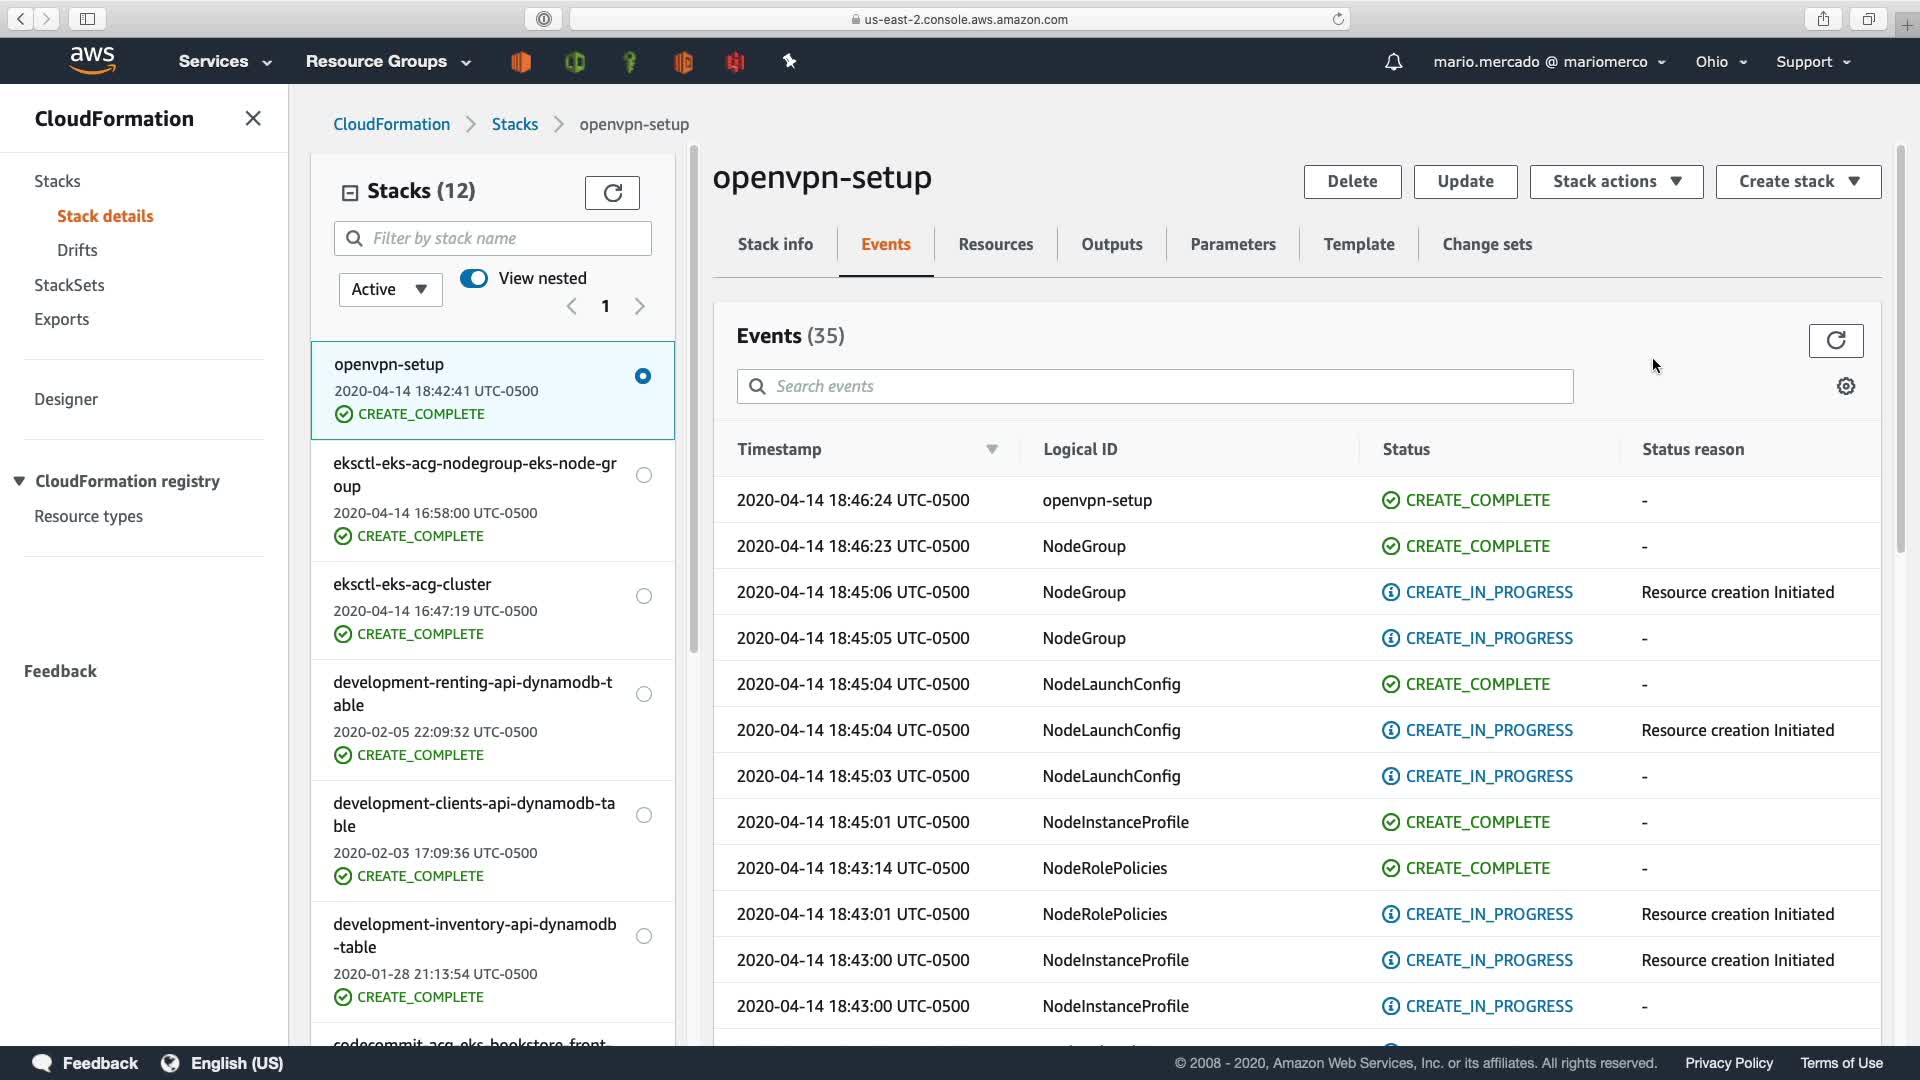 us-east-2.console.aws.amazon.com
aws
Services
Resource Groups
mario.mercado @ mariomerco
Ohio
Support
CloudFormation
Stacks
Stack details
Drifts
StackSets
Exports
Designer
CloudFormation registry
Resource types
Feedback
CloudFormation
Stacks
openvpn-setup
Stacks (12)
Filter by stack name
Active
View nested
1
openvpn-setup
2020-04-14 18:42:41 UTC-0500
CREATE_COMPLETE
eksctl-eks-acg-nodegroup-eks-node-gr
oup
2020-04-14 16:58:00 UTC-0500
CREATE_COMPLETE
eksctl-eks-acg-cluster
2020-04-14 16:47:19 UTC-0500
CREATE_COMPLETE
development-renting-api-dynamodb-t
able
2020-02-05 22:09:32 UTC-0500
CREATE_COMPLETE
development-clients-api-dynamodb-ta
ble
2020-02-03 17:09:36 UTC-0500
CREATE_COMPLETE
development-inventory-api-dynamodb
-table
2020-01-28 21:13:54 UTC-0500
CREATE_COMPLETE
codecommit-acg-eks-bookstore-front-
openvpn-setup
Delete
Update
Stack actions
Create stack
Stack info
Events
Resources
Outputs
Parameters
Template
Change sets
Events (35)
Search events
Timestamp Logical ID Status Status reason
2020-04-14 18:46:24 UTC-0500 openvpn-setup CREATE_COMPLETE -
2020-04-14 18:46:23 UTC-0500 NodeGroup CREATE_COMPLETE -
2020-04-14 18:45:06 UTC-0500 NodeGroup CREATE_IN_PROGRESS Resource creation Initiated
2020-04-14 18:45:05 UTC-0500 NodeGroup CREATE_IN_PROGRESS -
2020-04-14 18:45:04 UTC-0500 NodeLaunchConfig CREATE_COMPLETE -
2020-04-14 18:45:04 UTC-0500 NodeLaunchConfig CREATE_IN_PROGRESS Resource creation Initiated
2020-04-14 18:45:03 UTC-0500 NodeLaunchConfig CREATE_IN_PROGRESS -
2020-04-14 18:45:01 UTC-0500 NodeInstanceProfile CREATE_COMPLETE -
2020-04-14 18:43:14 UTC-0500 NodeRolePolicies CREATE_COMPLETE -
2020-04-14 18:43:01 UTC-0500 NodeRolePolicies CREATE_IN_PROGRESS Resource creation Initiated
2020-04-14 18:43:00 UTC-0500 NodeInstanceProfile CREATE_IN_PROGRESS Resource creation Initiated
2020-04-14 18:43:00 UTC-0500 NodeInstanceProfile CREATE_IN_PROGRESS -
Feedback
English (US)
© 2008 - 2020, Amazon Web Services, Inc. or its affiliates. All rights reserved.
Privacy Policy
Terms of Use